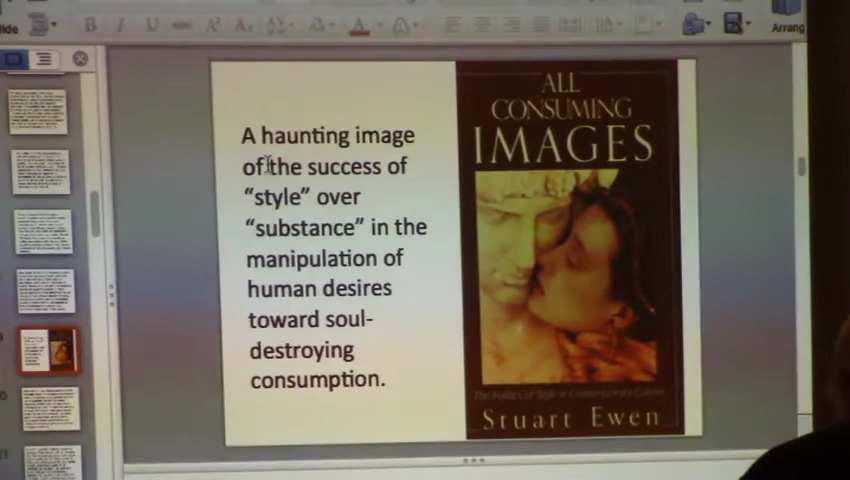 Arrang
A haunting image
of the success of
“style” over
“substance” in the
manipulation of
human desires
toward soul-
destroying
consumption.
ALL
CONSUMING
IMAGES
The Politics of Style in Contemporary Culture
Stuart Ewen